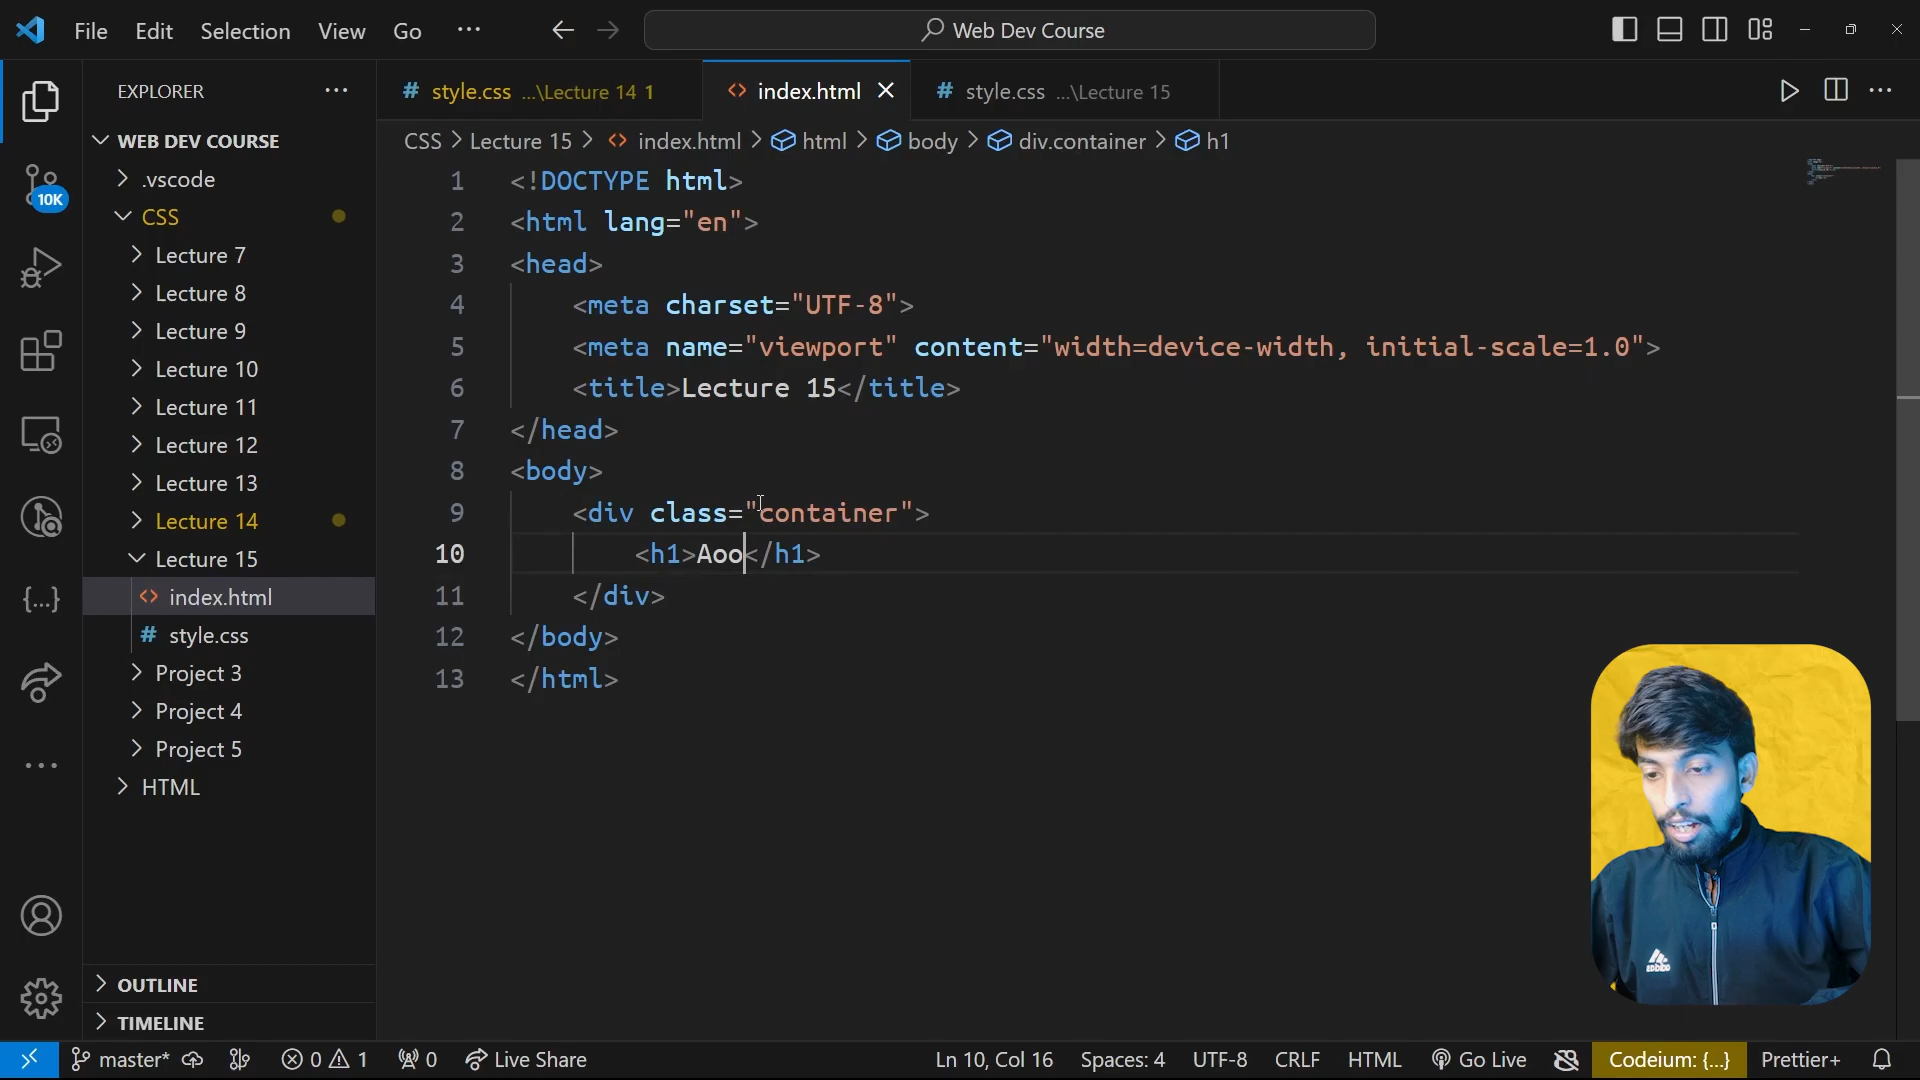 File Edit Selection View Go ··· Web Dev Course
EXPLORER ···
# style.css ...\Lecture 14 1
<> index.html
# style.css ...\Lecture 15
CSS > Lecture 15 > <> index.html > html > body > div.container > h1
WEB DEV COURSE
.vscode
CSS
Lecture 7
Lecture 8
Lecture 9
Lecture 10
Lecture 11
Lecture 12
Lecture 13
Lecture 14
Lecture 15
<> index.html
# style.css
Project 3
Project 4
Project 5
HTML
OUTLINE
TIMELINE
10K
1 <!DOCTYPE html>
2 <html lang="en">
3 <head>
4 <meta charset="UTF-8">
5 <meta name="viewport" content="width=device-width, initial-scale=1.0">
6 <title>Lecture 15</title>
7 </head>
8 <body>
9 <div class="container">
10 <h1>Aoo</h1>
11 </div>
12 </body>
13 </html>
EDDIDO
master* 0 1 0 Live Share
Ln 10, Col 16 Spaces: 4 UTF-8 CRLF HTML Go Live Codeium: {...} Prettier+